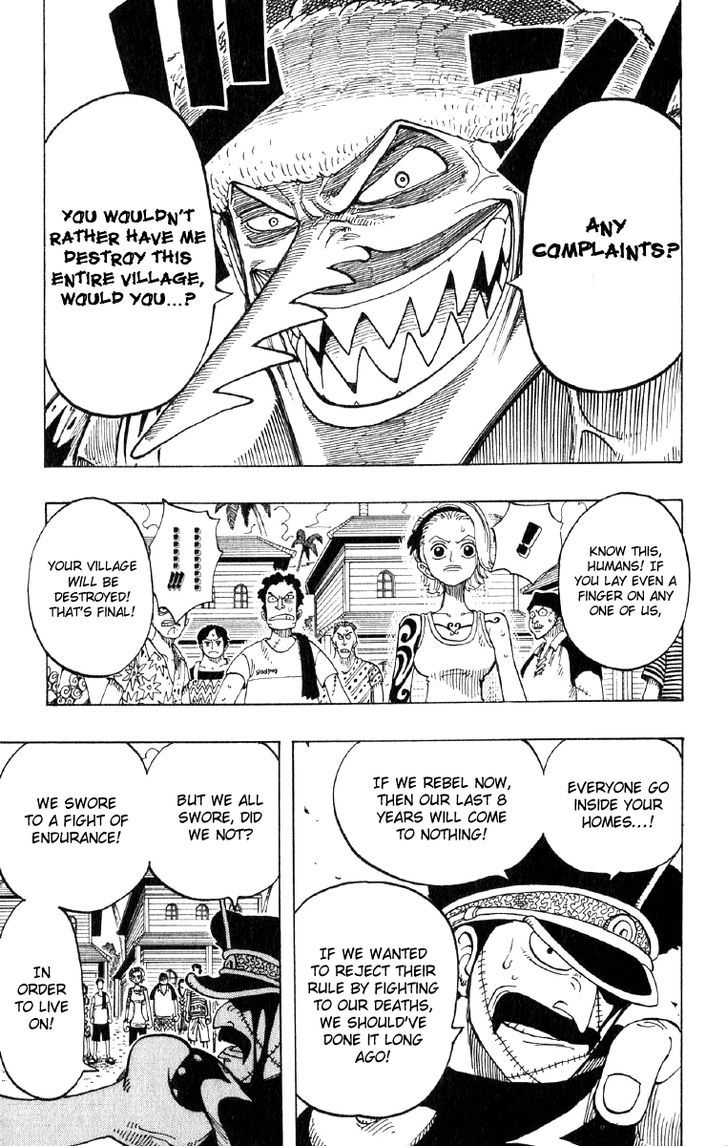 ANY
COMPLAINTS?
YOU WOULDN'T
RATHER HAVE ME
DESTROY THIS
ENTIRE VILLAGE,
WOULD YOU...?
KNOW THIS,
HUMANS! IF
YOU LAY EVEN A
FINGER ON ANY
ONE OF US,
!
!!!
YOUR VILLAGE
WILL BE
DESTROYED!
THAT'S FINAL!
EVERYONE GO
INSIDE YOUR
HOMES...!
IF WE REBEL NOW,
THEN OUR LAST 8
YEARS WILL COME
TO NOTHING!
IF WE WANTED
TO REJECT THEIR
RULE BY FIGHTING
TO OUR DEATHS,
WE SHOULD'VE
DONE IT LONG
AGO!
BUT WE ALL
SWORE, DID
WE NOT?
WE SWORE
TO A FIGHT OF
ENDURANCE!
IN
ORDER
TO LIVE
ON!